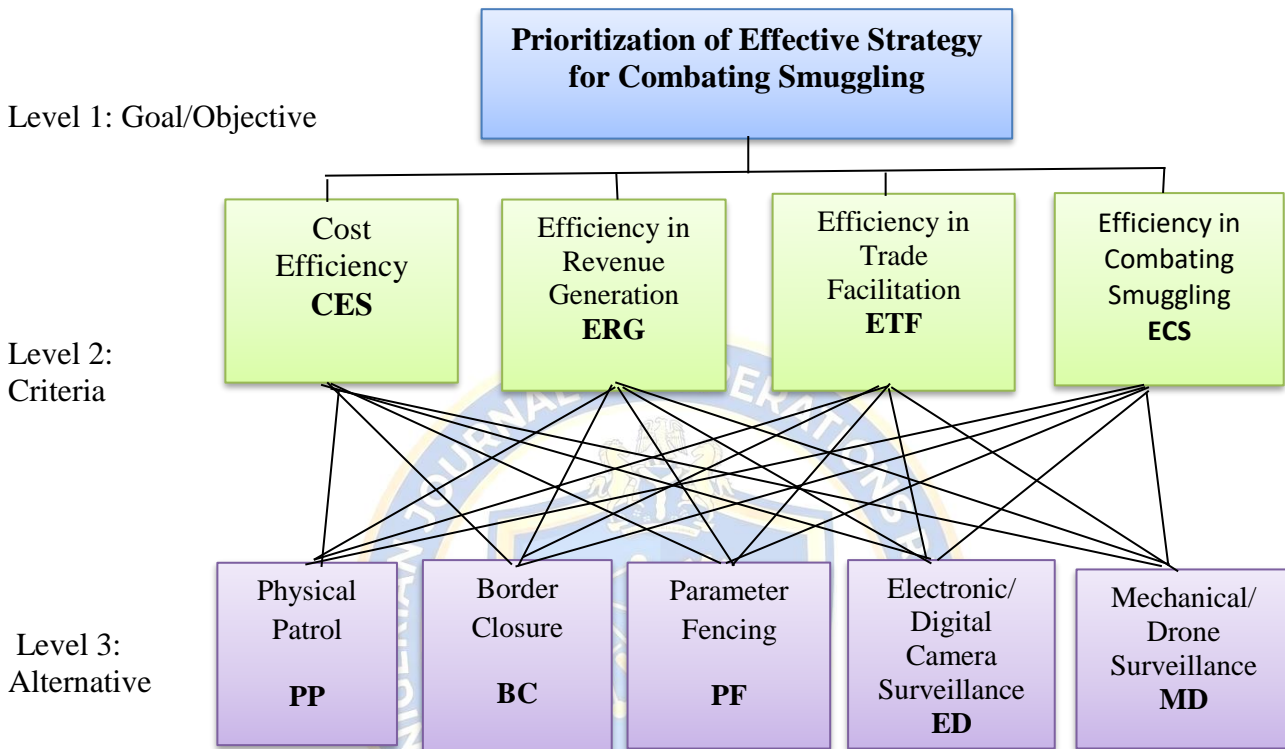 Prioritization of Effective Strategy
for Combating Smuggling
Level 1: Goal/Objective
Cost
Efficiency
CES
Efficiency in
Revenue
Generation
ERG
Efficiency in
Trade
Facilitation
ETF
Efficiency in
Combating
Smuggling
ECS
Level 2:
Criteria
Level 3:
Alternative
Physical
Patrol
PP
Border
Closure
BC
Parameter
Fencing
PF
Electronic/
Digital
Camera
Surveillance
ED
Mechanical/
Drone
Surveillance
MD